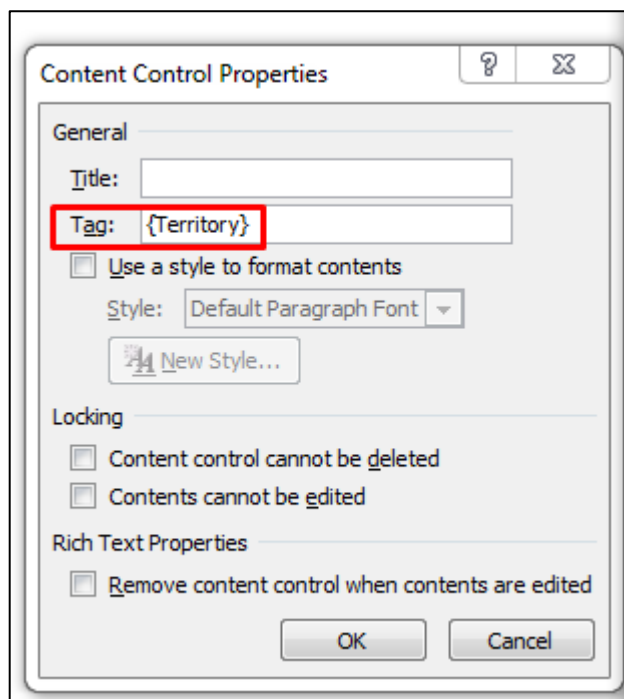 Content Control Properties
General
Title:
Tag: {Territory}
Use a style to format contents
Style: Default Paragraph Font
New Style...
Locking
Content control cannot be deleted
Contents cannot be edited
Rich Text Properties
Remove content control when contents are edited
OK Cancel